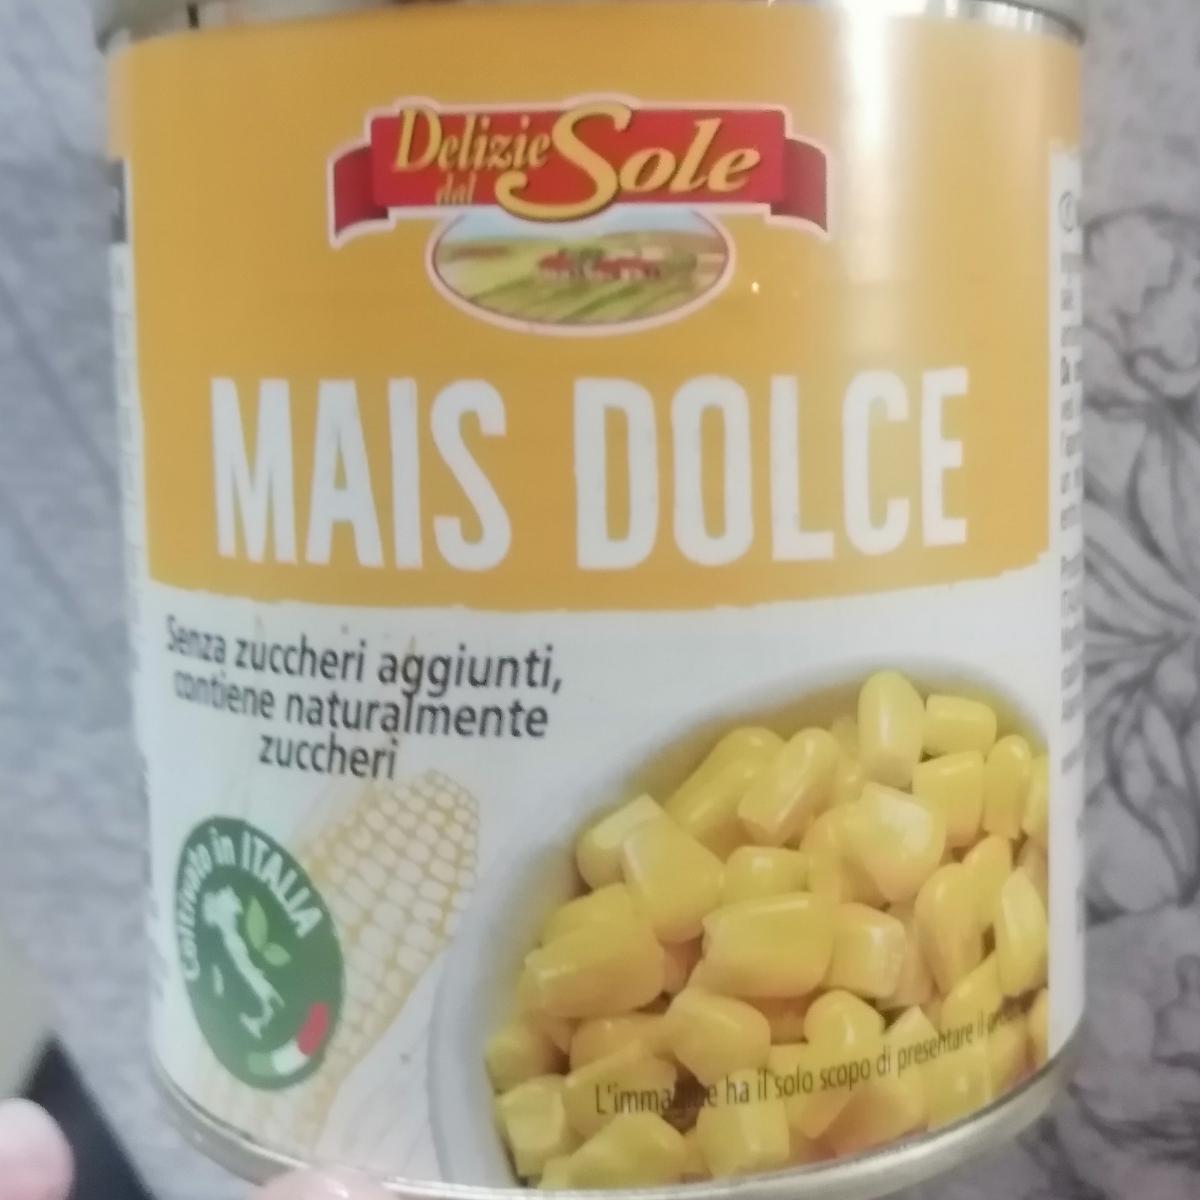 Delizie
dal Sole
MAIS DOLCE
Senza zuccheri aggiunti,
contiene naturalmente
zuccheri
Coltivato in ITALIA
L'immagine ha il solo scopo di presentare il